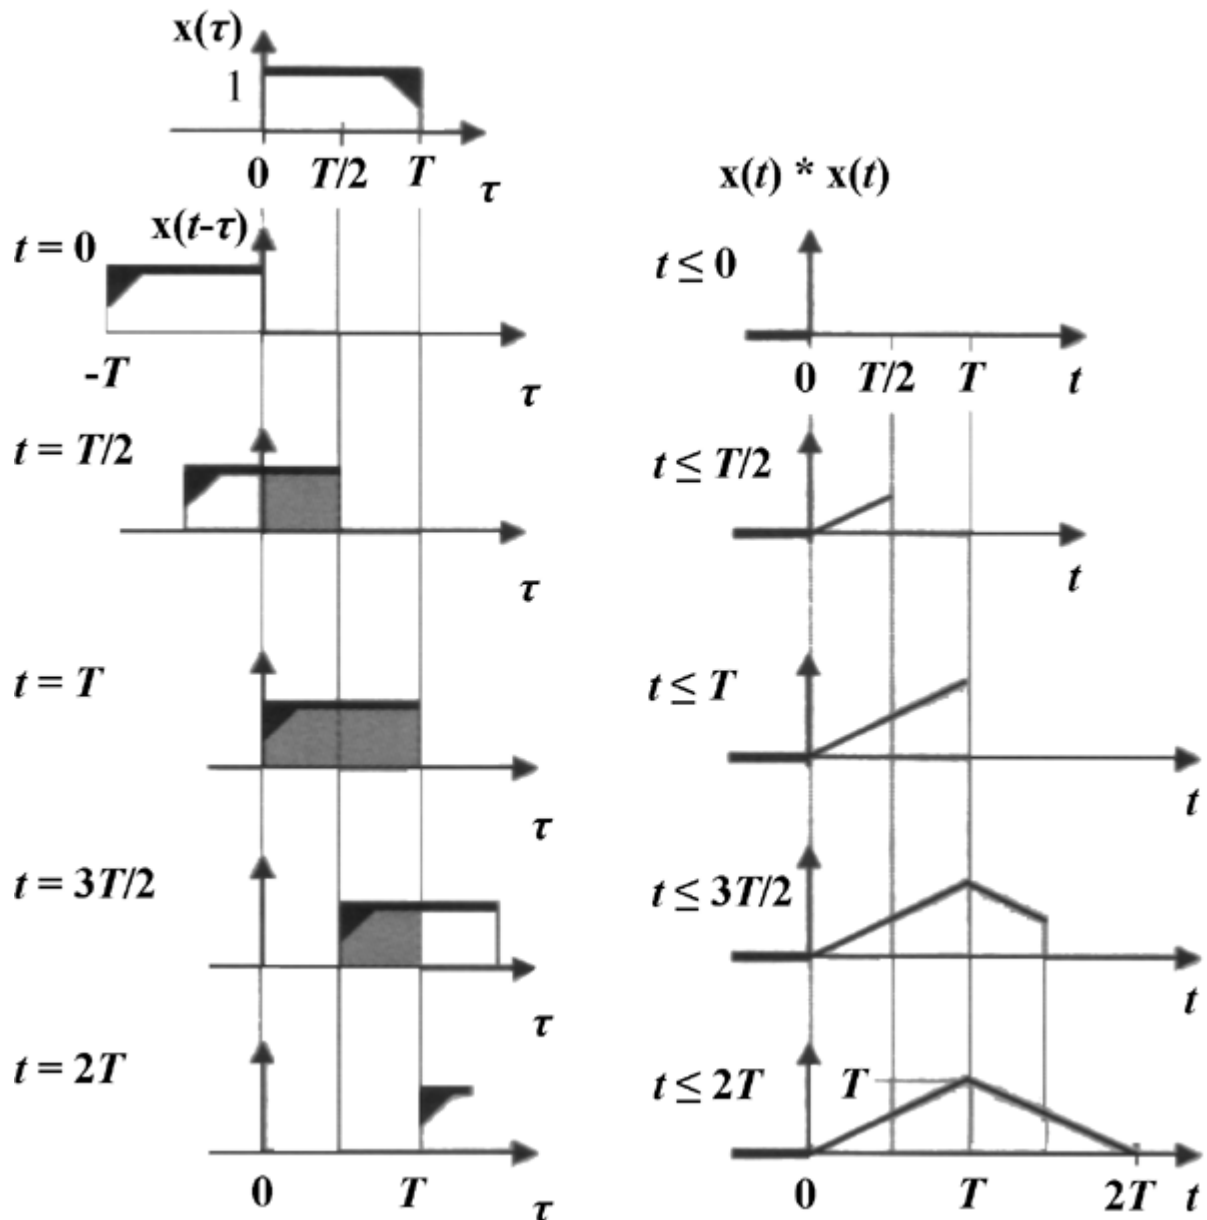 x(τ)
1
0 T/2 T τ
x(t) * x(t)
t = 0 x(t-τ)
t ≤ 0
-T τ
0 T/2 T t
t = T/2
t ≤ T/2
τ
t
t = T
t ≤ T
τ
t
t = 3T/2
t ≤ 3T/2
τ
t
t = 2T
t ≤ 2T T
0 T τ
0 T 2T t